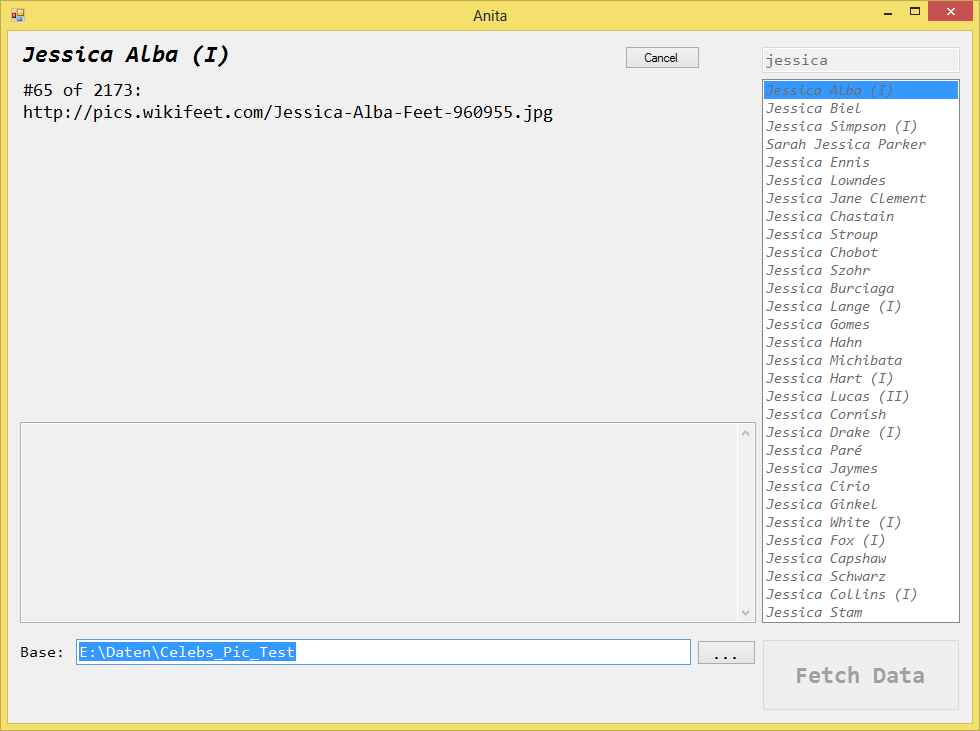 Anita
Jessica Alba (I)
Cancel
#65 of 2173:
http://pics.wikifeet.com/Jessica-Alba-Feet-960955.jpg
jessica
Jessica Alba (I)
Jessica Biel
Jessica Simpson (I)
Sarah Jessica Parker
Jessica Ennis
Jessica Lowndes
Jessica Jane Clement
Jessica Chastain
Jessica Stroup
Jessica Chobot
Jessica Szohr
Jessica Burciaga
Jessica Lange (I)
Jessica Gomes
Jessica Hahn
Jessica Michibata
Jessica Hart (I)
Jessica Lucas (II)
Jessica Cornish
Jessica Drake (I)
Jessica Paré
Jessica Jaymes
Jessica Cirio
Jessica Ginkel
Jessica White (I)
Jessica Fox (I)
Jessica Capshaw
Jessica Schwarz
Jessica Collins (I)
Jessica Stam
Base: E:\Daten\Celebs_Pic_Test ...
Fetch Data